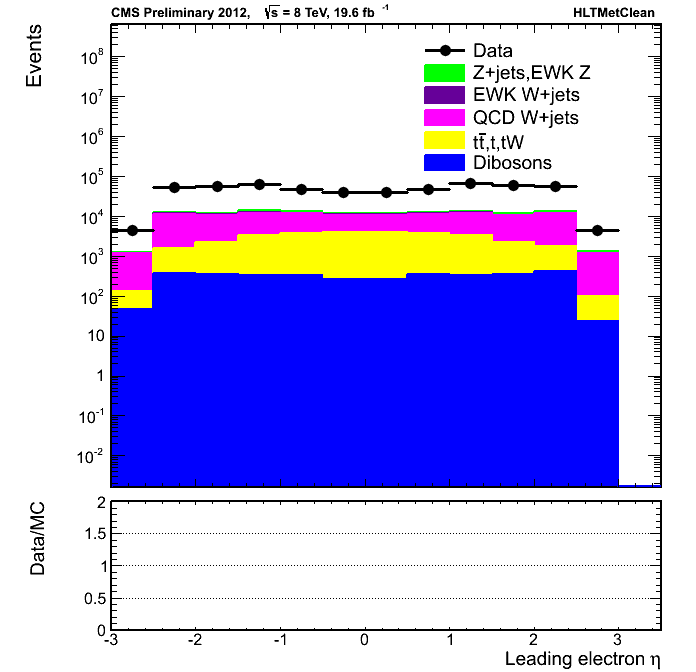 CMS Preliminary 2012, √s = 8 TeV, 19.6 fb⁻¹ HLTMetClean
Events
Data
Z+jets,EWK Z
EWK W+jets
QCD W+jets
tt̄,t,tW
Dibosons
10⁸
10⁷
10⁶
10⁵
10⁴
10³
10²
10
1
10⁻¹
10⁻²
Data/MC
2
1.5
1
0.5
0
-3 -2 -1 0 1 2 3
Leading electron η